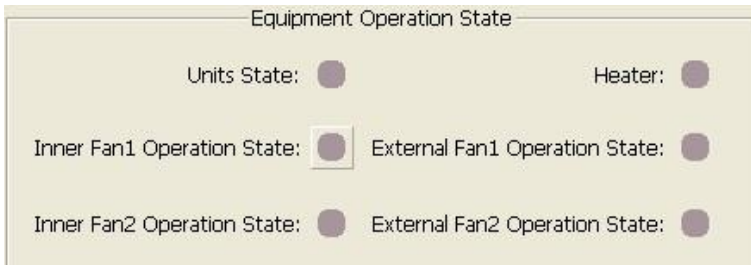 Equipment Operation State
Units State: Heater:
Inner Fan1 Operation State: External Fan1 Operation State:
Inner Fan2 Operation State: External Fan2 Operation State: